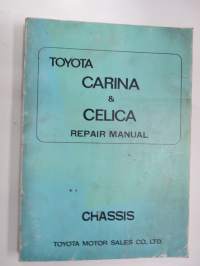 TOYOTA
CARINA
&
CELICA
REPAIR MANUAL
CHASSIS
TOYOTA MOTOR SALES CO., LTD.